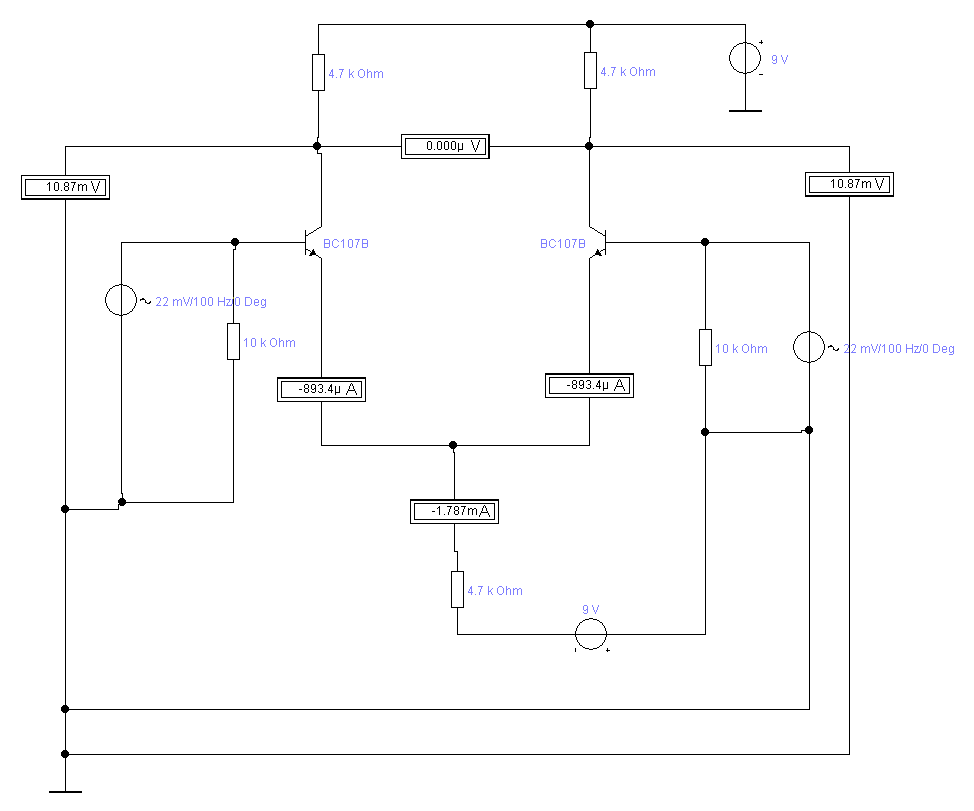 4.7 k Ohm
4.7 k Ohm
9 V
0.000µ V
10.87m V
10.87m V
BC107B
BC107B
22 mV/100 Hz/0 Deg
10 k Ohm
10 k Ohm
22 mV/100 Hz/0 Deg
-893.4µ A
-893.4µ A
-1.787m A
4.7 k Ohm
9 V